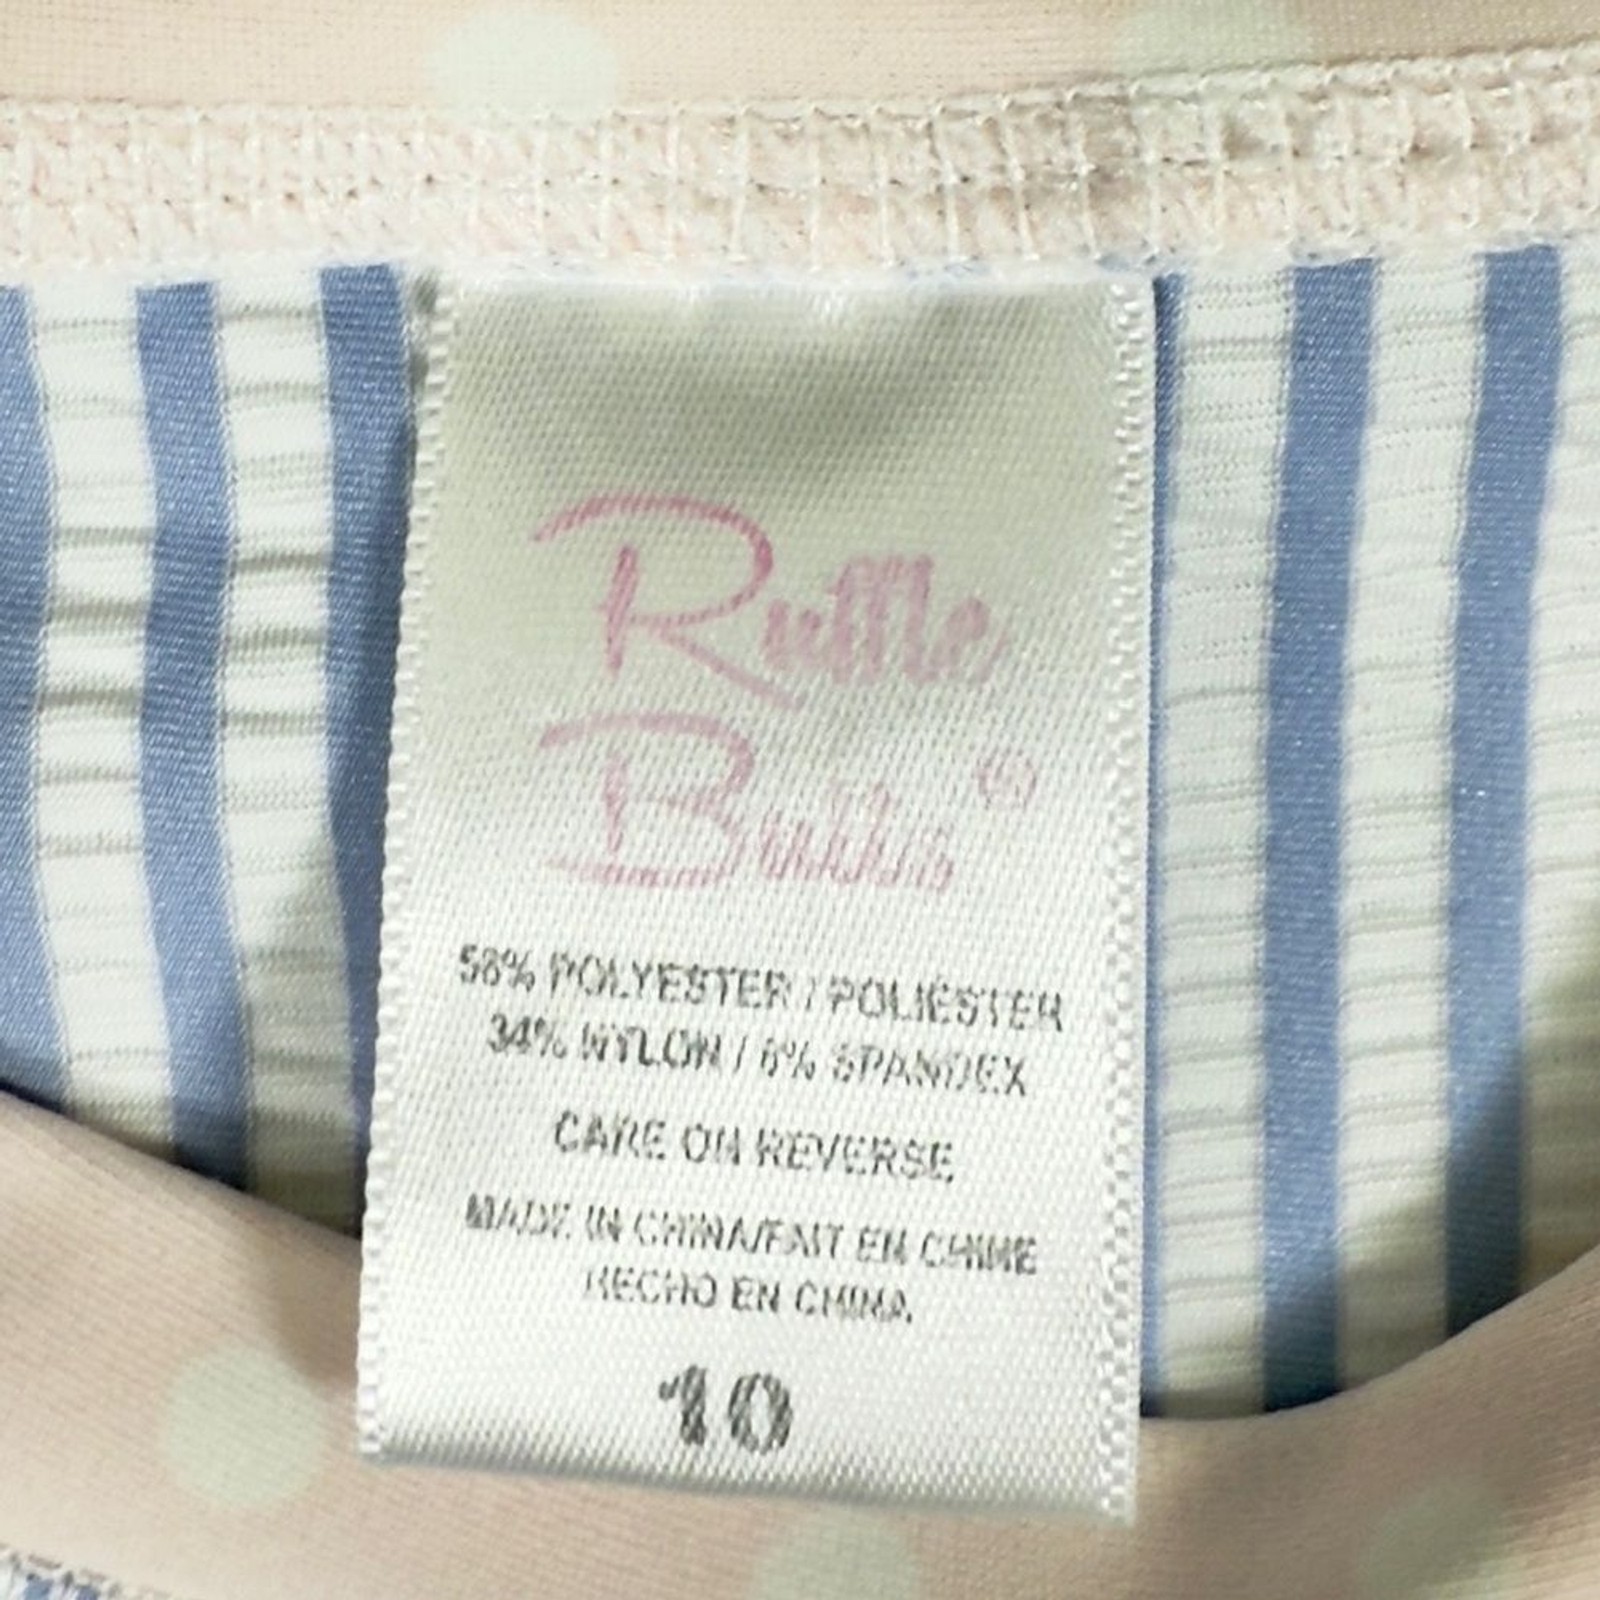 Ruffle
Butts®
58% POLYESTER / POLIÉSTER
34% NYLON / 8% SPANDEX
CARE ON REVERSE
MADE IN CHINA/FAIT EN CHINE
HECHO EN CHINA
10